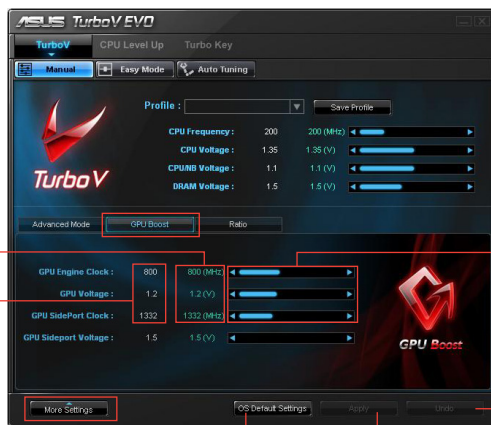 ASUS TurboV EVO
TurboV CPU Level Up Turbo Key
Manual Easy Mode Auto Tuning
Profile : Save Profile
CPU Frequency : 200 200 (MHz)
CPU Voltage : 1.35 1.35 (V)
CPU/NB Voltage : 1.1 1.1 (V)
DRAM Voltage : 1.5 1.5 (V)
TurboV
Advanced Mode GPU Boost Ratio
GPU Engine Clock : 800 800 (MHz)
GPU Voltage : 1.2 1.2 (V)
GPU SidePort Clock : 1332 1332 (MHz)
GPU Sideport Voltage : 1.5 1.5 (V)
GPU Boost
More Settings OS Default Settings Apply Undo